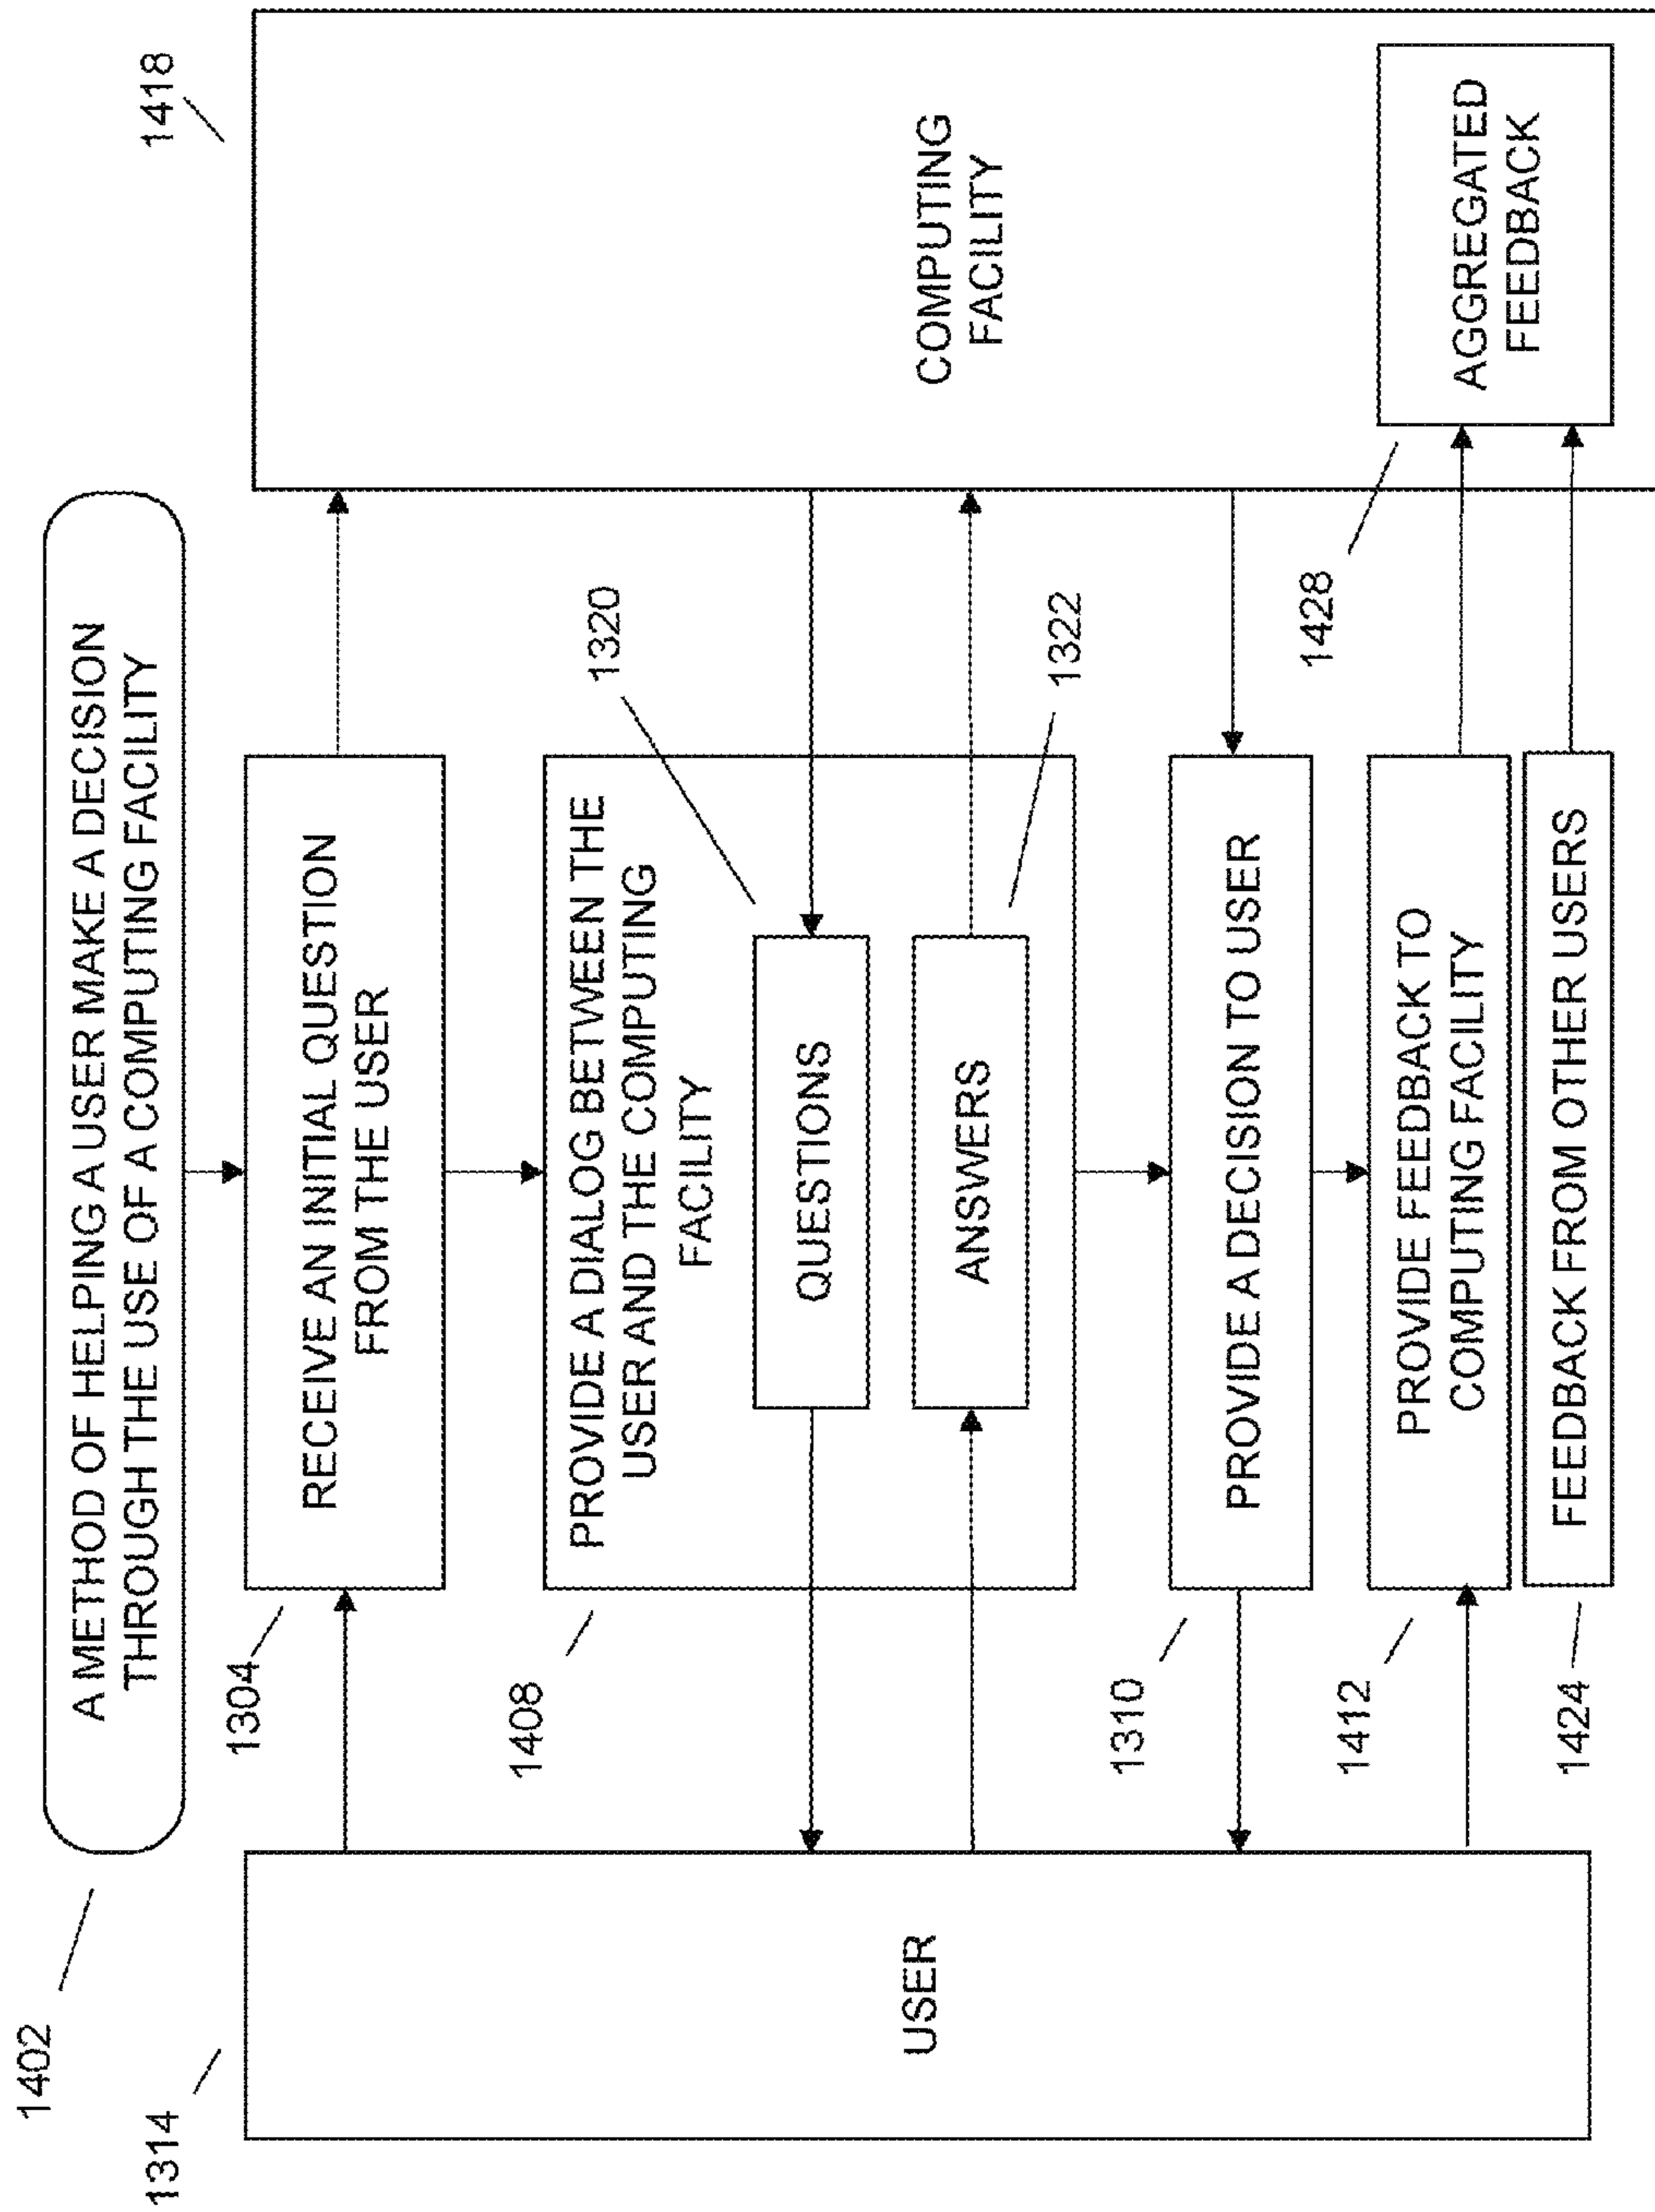 1402
A METHOD OF HELPING A USER MAKE A DECISION
THROUGH THE USE OF A COMPUTING FACILITY
1314
USER
1304
RECEIVE AN INITIAL QUESTION
FROM THE USER
1408
PROVIDE A DIALOG BETWEEN THE
USER AND THE COMPUTING
FACILITY
1320
QUESTIONS
1322
ANSWERS
1310
PROVIDE A DECISION TO USER
1412
PROVIDE FEEDBACK TO
COMPUTING FACILITY
1424
FEEDBACK FROM OTHER USERS
1418
COMPUTING
FACILITY
1428
AGGREGATED
FEEDBACK